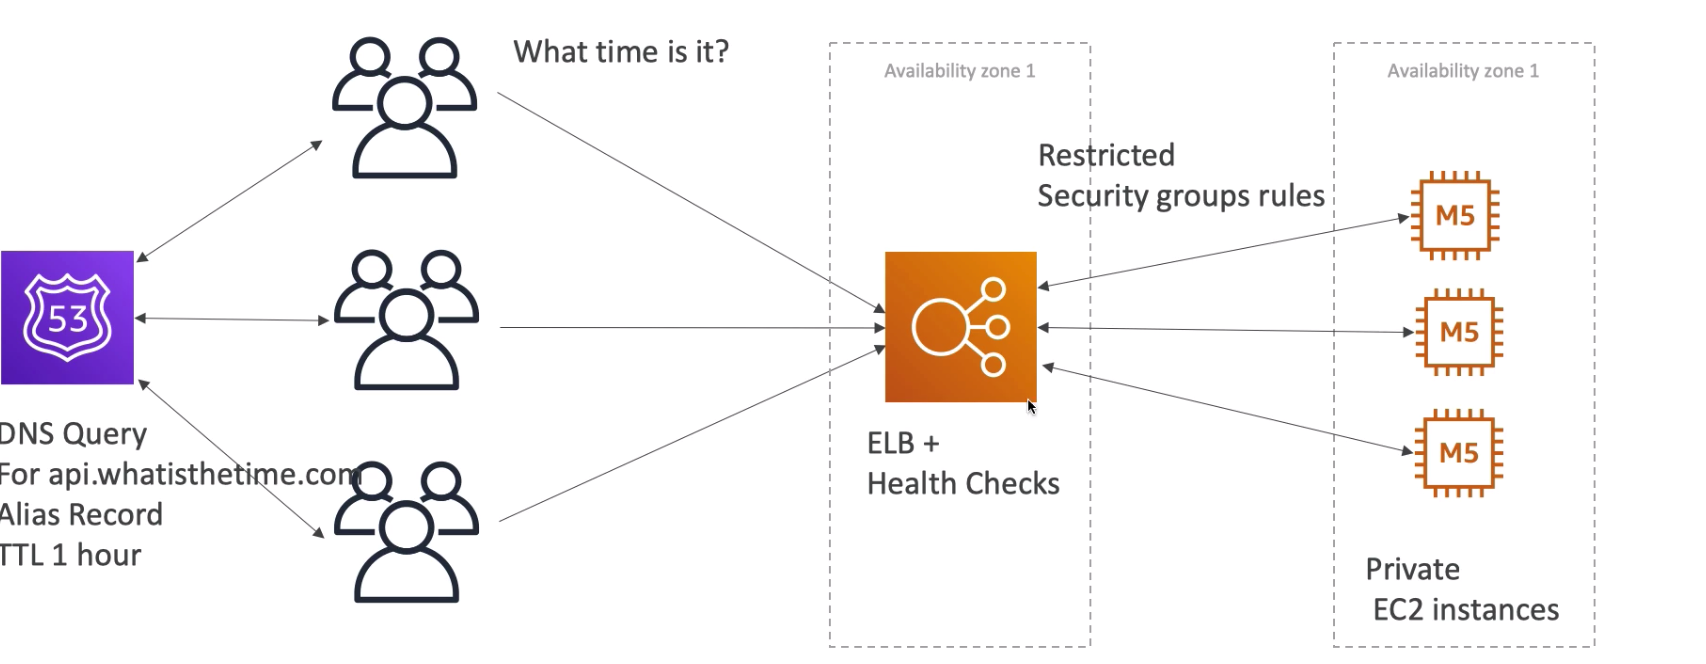 What time is it?
Availability zone 1
Availability zone 1
Restricted
Security groups rules
M5
M5
M5
53
DNS Query
For api.whatisthetime.com
Alias Record
TTL 1 hour
ELB +
Health Checks
Private
EC2 instances